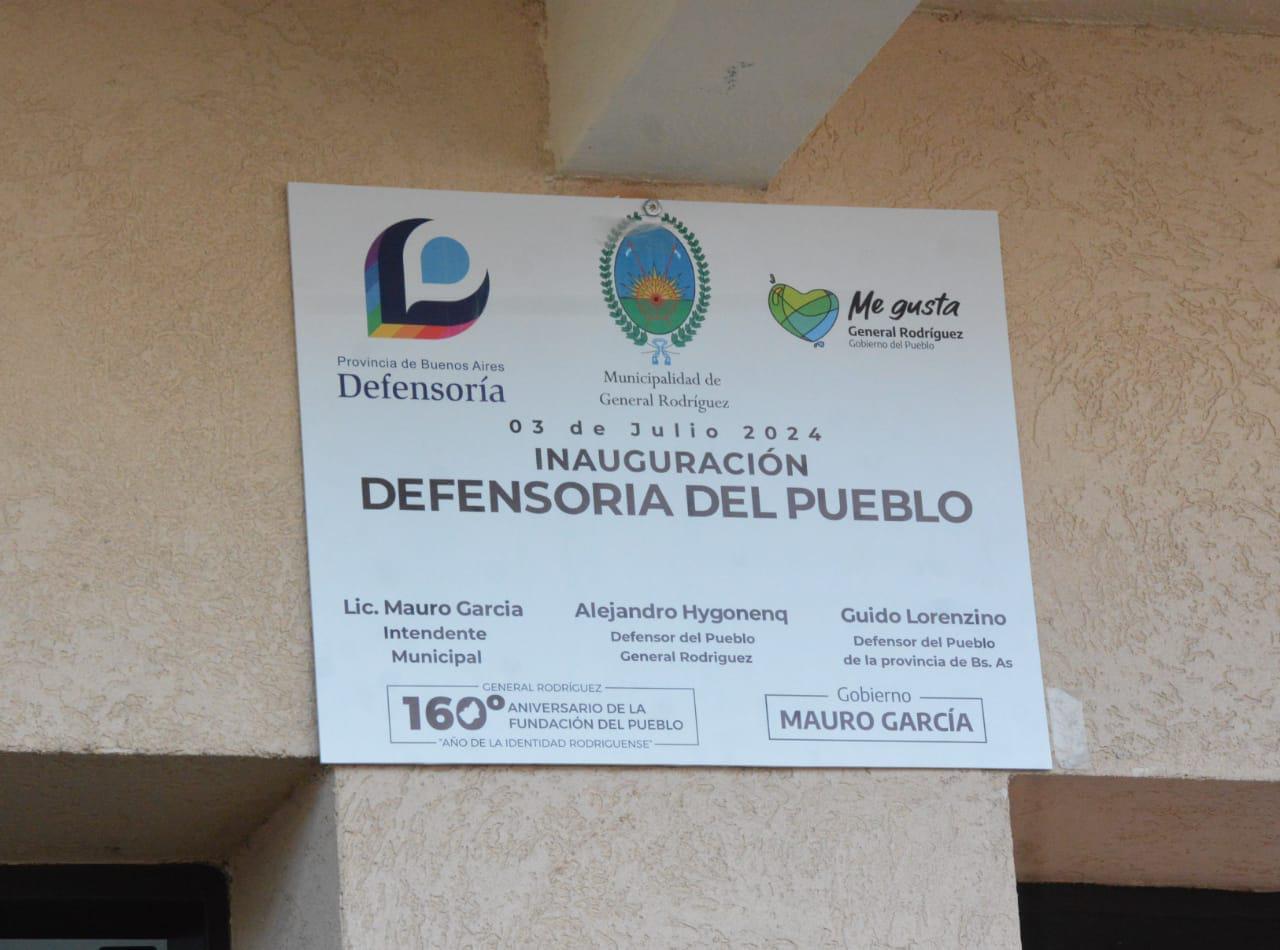 Provincia de Buenos Aires
Defensoría
Municipalidad de
General Rodríguez
Me gusta
General Rodríguez
Gobierno del Pueblo
03 de Julio 2024
INAUGURACIÓN
DEFENSORIA DEL PUEBLO
Lic. Mauro Garcia
Intendente
Municipal
Alejandro Hygonenq
Defensor del Pueblo
General Rodriguez
Guido Lorenzino
Defensor del Pueblo
de la provincia de Bs. As
GENERAL RODRÍGUEZ
160º ANIVERSARIO DE LA
FUNDACIÓN DEL PUEBLO
"AÑO DE LA IDENTIDAD RODRIGUENSE"
Gobierno
MAURO GARCÍA